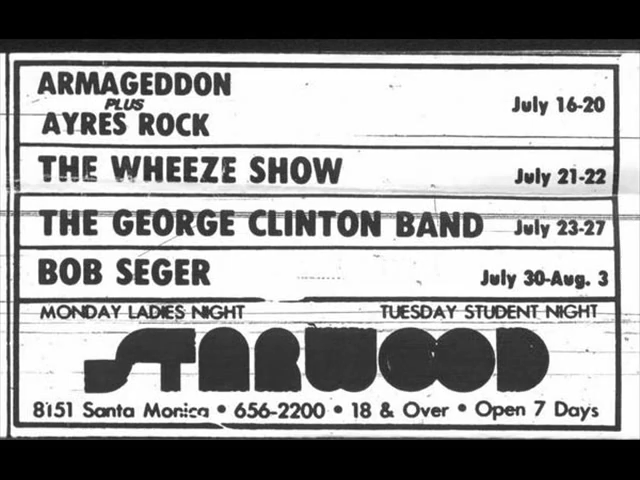 ARMAGEDDON
PLUS
AYRES ROCK
July 16-20
THE WHEEZE SHOW July 21-22
THE GEORGE CLINTON BAND July 23-27
BOB SEGER July 30-Aug. 3
MONDAY LADIES NIGHT TUESDAY STUDENT NIGHT
STARWOOD
8151 Santa Monica • 656-2200 • 18 & Over • Open 7 Days